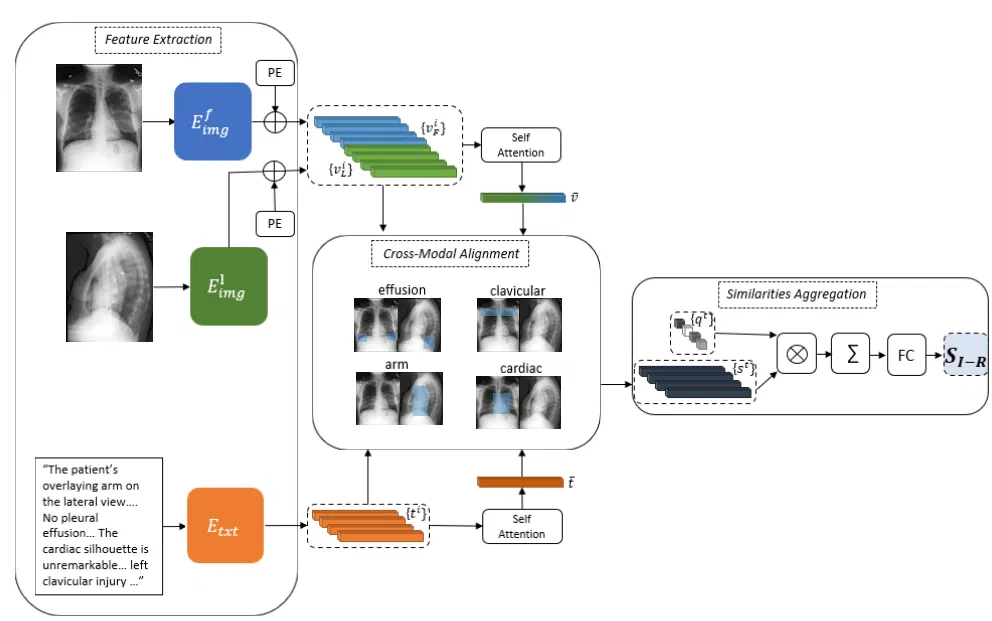 Feature Extraction
PE
E^f_img
{v^i_F}
{v^i_L}
Self
Attention
v̄
PE
E^l_img
Cross-Modal Alignment
effusion
clavicular
arm
cardiac
Similarities Aggregation
{q^t}
{s^t}
⊗
Σ
FC
S_I−R
“The patient’s
overlaying arm on
the lateral view....
No pleural
effusion... The
cardiac silhouette is
unremarkable... left
clavicular injury ...”
E_txt
{t^i}
Self
Attention
t̄